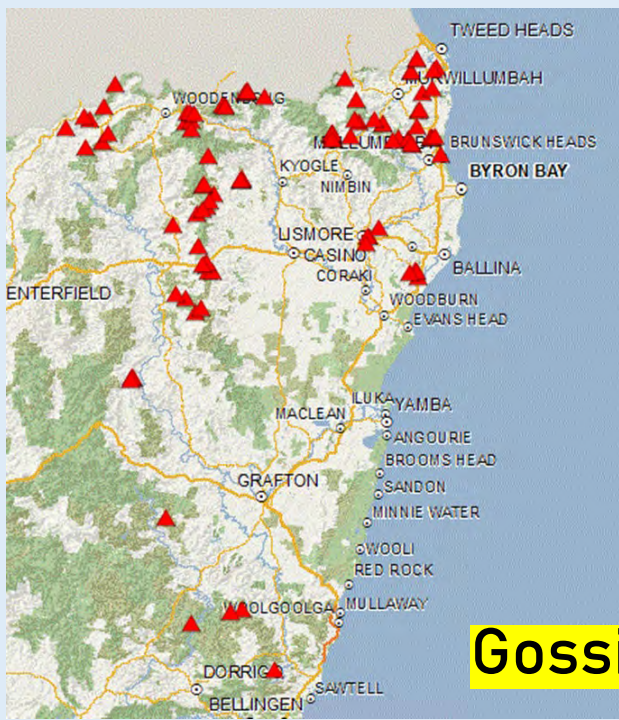 TWEED HEADS
MURWILLUMBAH
WOODENBONG
BRUNSWICK HEADS
KYOGLE
BYRON BAY
NIMBIN
LISMORE
CASINO
BALLINA
CORAKI
ENTERFIELD
WOODBURN
EVANS HEAD
ILUKA
YAMBA
MACLEAN
ANGOURIE
BROOMS HEAD
GRAFTON
SANDON
MINNIE WATER
WOOLI
RED ROCK
WOOLGOOLGA
MULLAWAY
Gossi
DORRIGO
SAWTELL
BELLINGEN